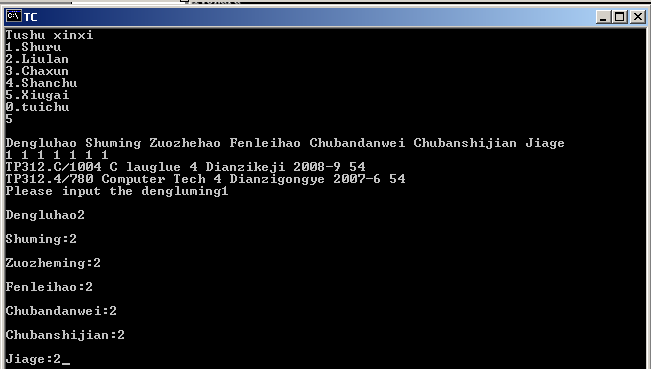 TC
Tushu xinxi
1.Shuru
2.Liulan
3.Chaxun
4.Shanchu
5.Xiugai
0.tuichu
5
Dengluhao Shuming Zuozhehao Fenleihao Chubandanwei Chubanshijian Jiage
1 1 1 1 1 1 1
TP312.C/1004 C lauglue 4 Dianzikeji 2008-9 54
TP312.4/780 Computer Tech 4 Dianzigongye 2007-6 54
Please input the dengluming1
Dengluhao2
Shuming:2
Zuozheming:2
Fenleihao:2
Chubandanwei:2
Chubanshijian:2
Jiage:2_